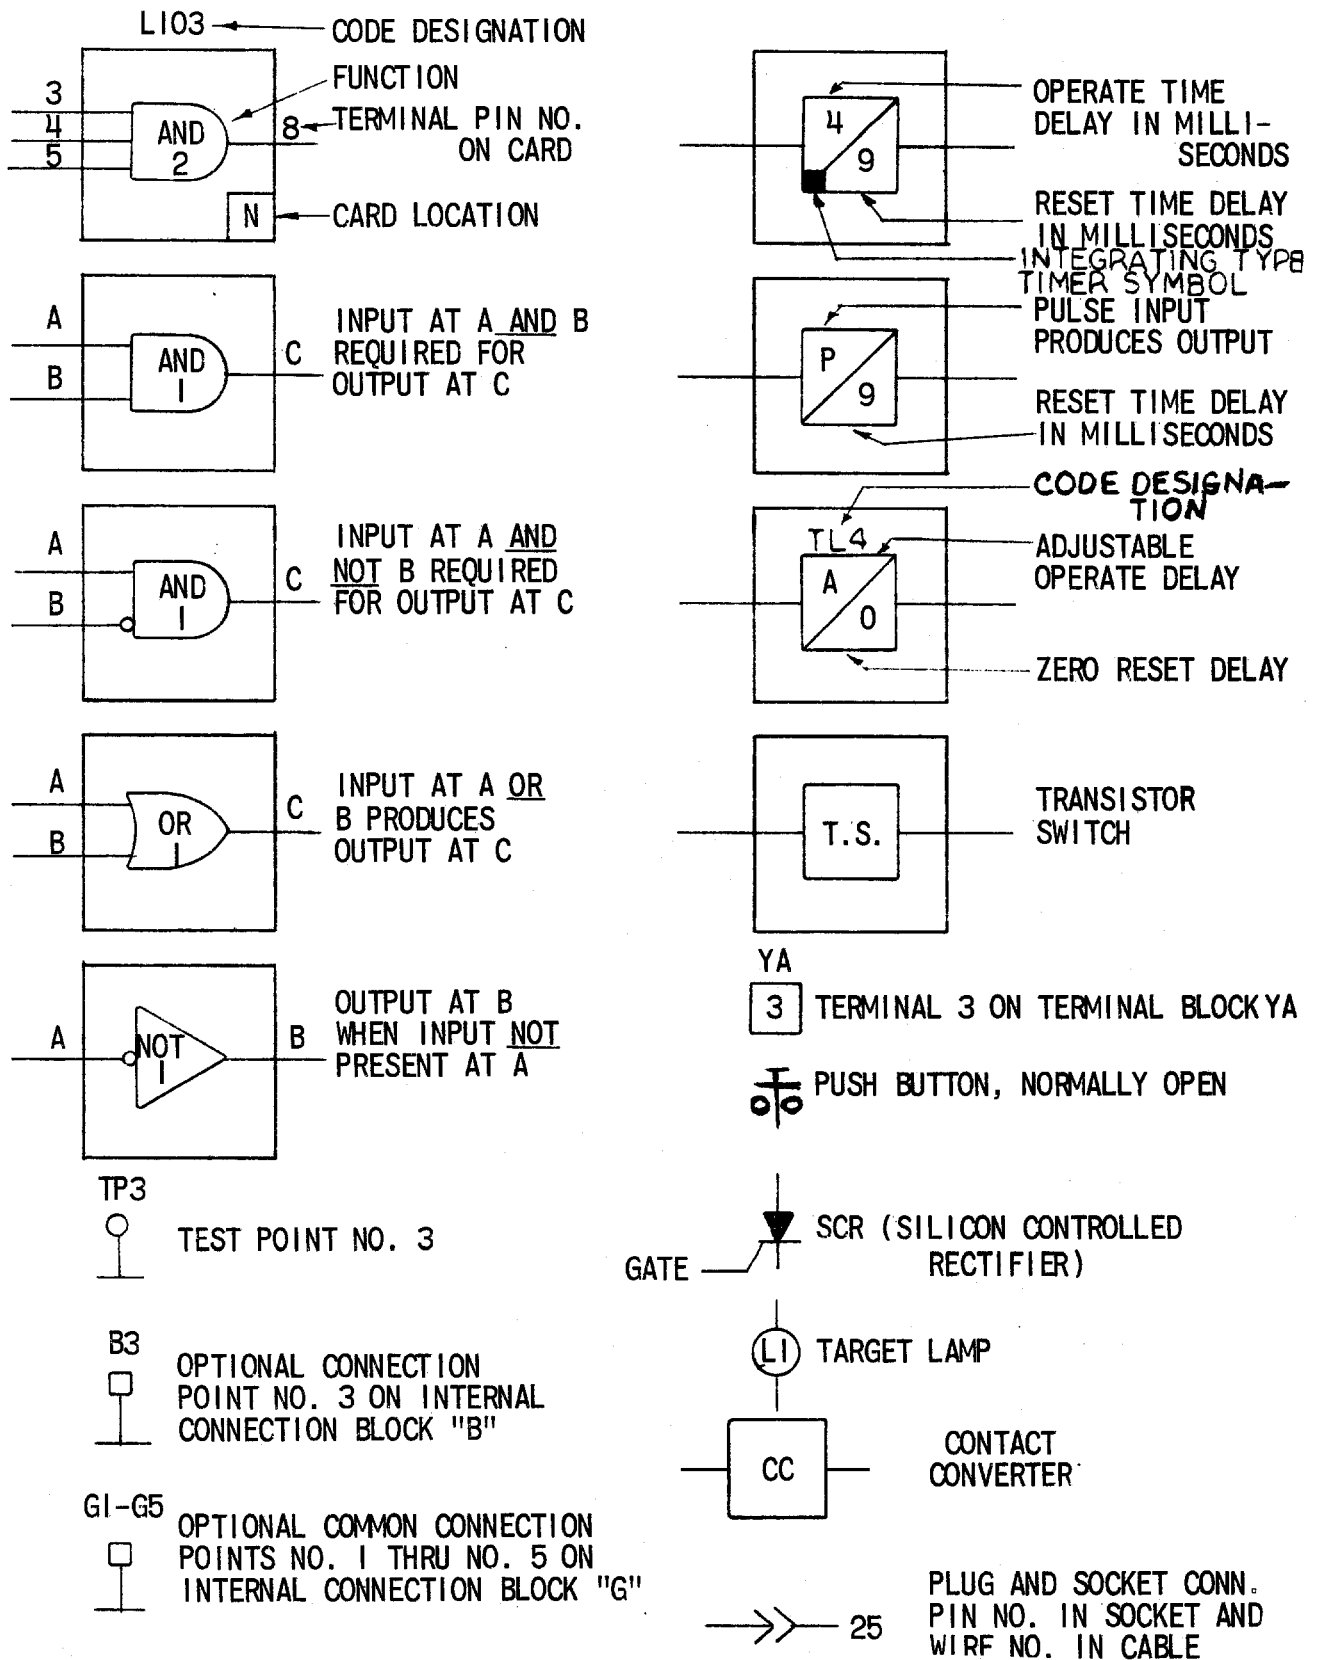 L103
CODE DESIGNATION
FUNCTION
3
4
5
AND
2
8
TERMINAL PIN NO.
ON CARD
N
CARD LOCATION
A
B
AND
1
C
INPUT AT A AND B
REQUIRED FOR
OUTPUT AT C
A
B
AND
1
C
INPUT AT A AND
NOT B REQUIRED
FOR OUTPUT AT C
A
B
OR
1
C
INPUT AT A OR
B PRODUCES
OUTPUT AT C
A
NOT
1
B
OUTPUT AT B
WHEN INPUT NOT
PRESENT AT A
TP3
TEST POINT NO. 3
B3
OPTIONAL CONNECTION
POINT NO. 3 ON INTERNAL
CONNECTION BLOCK "B"
G1-G5
OPTIONAL COMMON CONNECTION
POINTS NO. 1 THRU NO. 5 ON
INTERNAL CONNECTION BLOCK "G"
4
9
OPERATE TIME
DELAY IN MILLI-
SECONDS
RESET TIME DELAY
IN MILLISECONDS
INTEGRATING TYPE
TIMER SYMBOL
P
9
PULSE INPUT
PRODUCES OUTPUT
RESET TIME DELAY
IN MILLISECONDS
CODE DESIGNA-
TION
TL4
A
0
ADJUSTABLE
OPERATE DELAY
ZERO RESET DELAY
T.S.
TRANSISTOR
SWITCH
YA
3
TERMINAL 3 ON TERMINAL BLOCK YA
PUSH BUTTON, NORMALLY OPEN
GATE
SCR (SILICON CONTROLLED
RECTIFIER)
L1
TARGET LAMP
CC
CONTACT
CONVERTER
25
PLUG AND SOCKET CONN.
PIN NO. IN SOCKET AND
WIRF NO. IN CABLE